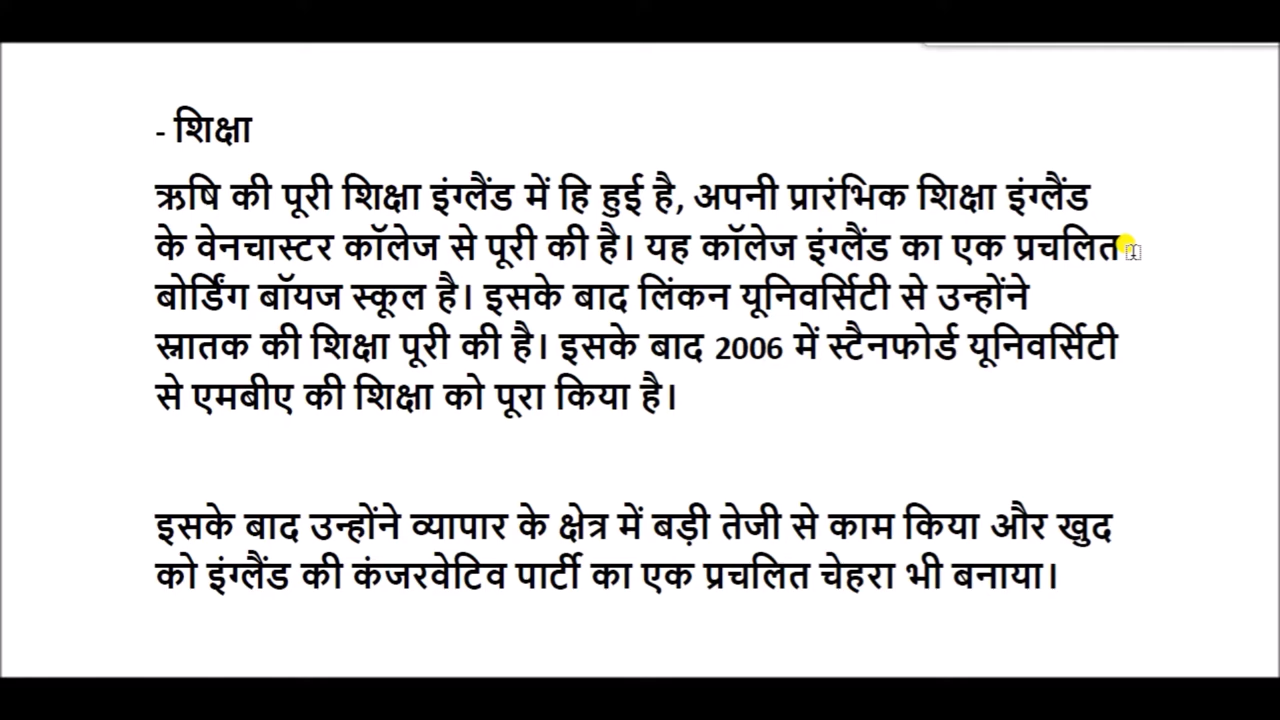 - शिक्षा
ऋषि की पूरी शिक्षा इंग्लैंड में हि हुई है, अपनी प्रारंभिक शिक्षा इंग्लैंड
के वेनचास्टर कॉलेज से पूरी की है। यह कॉलेज इंग्लैंड का एक प्रचलित
बोर्डिंग बॉयज स्कूल है। इसके बाद लिंकन यूनिवर्सिटी से उन्होंने
स्नातक की शिक्षा पूरी की है। इसके बाद 2006 में स्टैनफोर्ड यूनिवर्सिटी
से एमबीए की शिक्षा को पूरा किया है।
इसके बाद उन्होंने व्यापार के क्षेत्र में बड़ी तेजी से काम किया और खुद
को इंग्लैंड की कंजरवेटिव पार्टी का एक प्रचलित चेहरा भी बनाया।